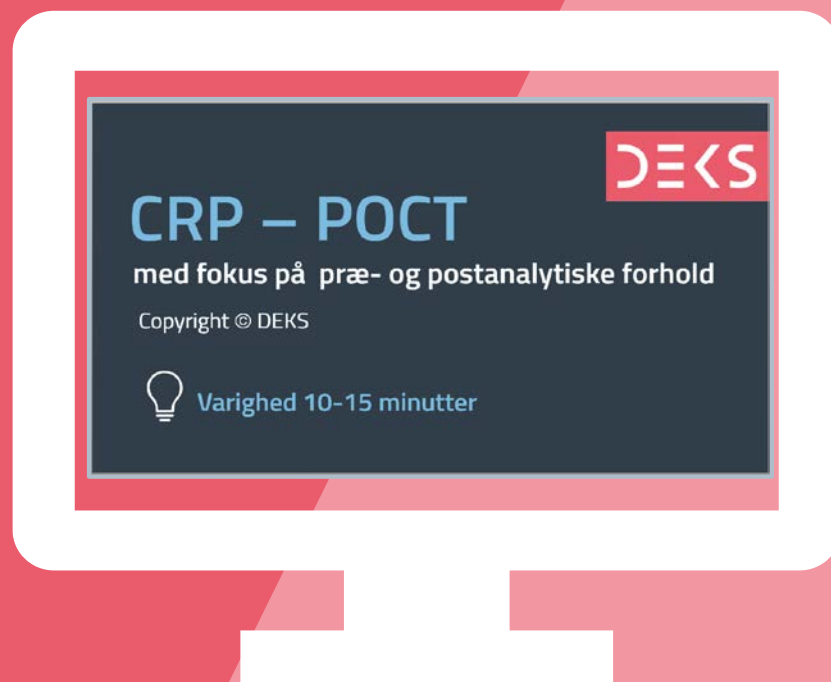 DEKS
CRP – POCT
med fokus på præ- og postanalytiske forhold
Copyright © DEKS
Varighed 10-15 minutter